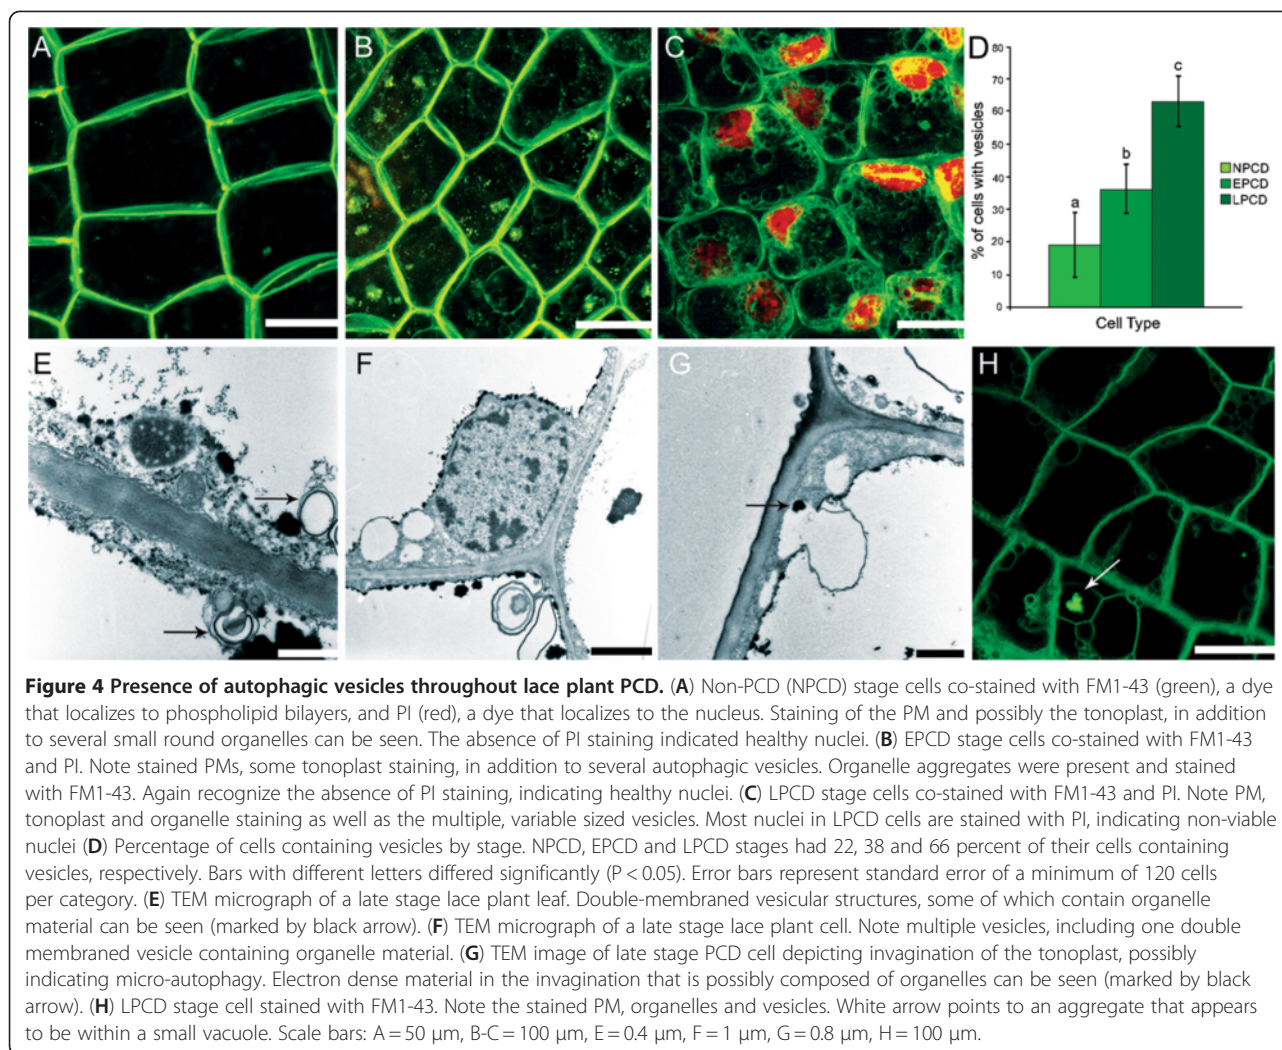 A
B
C
D
% of cells with vesicles
80
70
60
50
40
30
20
10
0
a
b
c
NPCD
EPCD
LPCD
Cell Type
E
F
G
H
Figure 4 Presence of autophagic vesicles throughout lace plant PCD. (A) Non-PCD (NPCD) stage cells co-stained with FM1-43 (green), a dye
that localizes to phospholipid bilayers, and PI (red), a dye that localizes to the nucleus. Staining of the PM and possibly the tonoplast, in addition
to several small round organelles can be seen. The absence of PI staining indicated healthy nuclei. (B) EPCD stage cells co-stained with FM1-43
and PI. Note stained PMs, some tonoplast staining, in addition to several autophagic vesicles. Organelle aggregates were present and stained
with FM1-43. Again recognize the absence of PI staining, indicating healthy nuclei. (C) LPCD stage cells co-stained with FM1-43 and PI. Note PM,
tonoplast and organelle staining as well as the multiple, variable sized vesicles. Most nuclei in LPCD cells are stained with PI, indicating non-viable
nuclei (D) Percentage of cells containing vesicles by stage. NPCD, EPCD and LPCD stages had 22, 38 and 66 percent of their cells containing
vesicles, respectively. Bars with different letters differed significantly (P < 0.05). Error bars represent standard error of a minimum of 120 cells
per category. (E) TEM micrograph of a late stage lace plant leaf. Double-membraned vesicular structures, some of which contain organelle
material can be seen (marked by black arrow). (F) TEM micrograph of a late stage lace plant cell. Note multiple vesicles, including one double
membraned vesicle containing organelle material. (G) TEM image of late stage PCD cell depicting invagination of the tonoplast, possibly
indicating micro-autophagy. Electron dense material in the invagination that is possibly composed of organelles can be seen (marked by black
arrow). (H) LPCD stage cell stained with FM1-43. Note the stained PM, organelles and vesicles. White arrow points to an aggregate that appears
to be within a small vacuole. Scale bars: A = 50 μm, B-C = 100 μm, E = 0.4 μm, F = 1 μm, G = 0.8 μm, H = 100 μm.